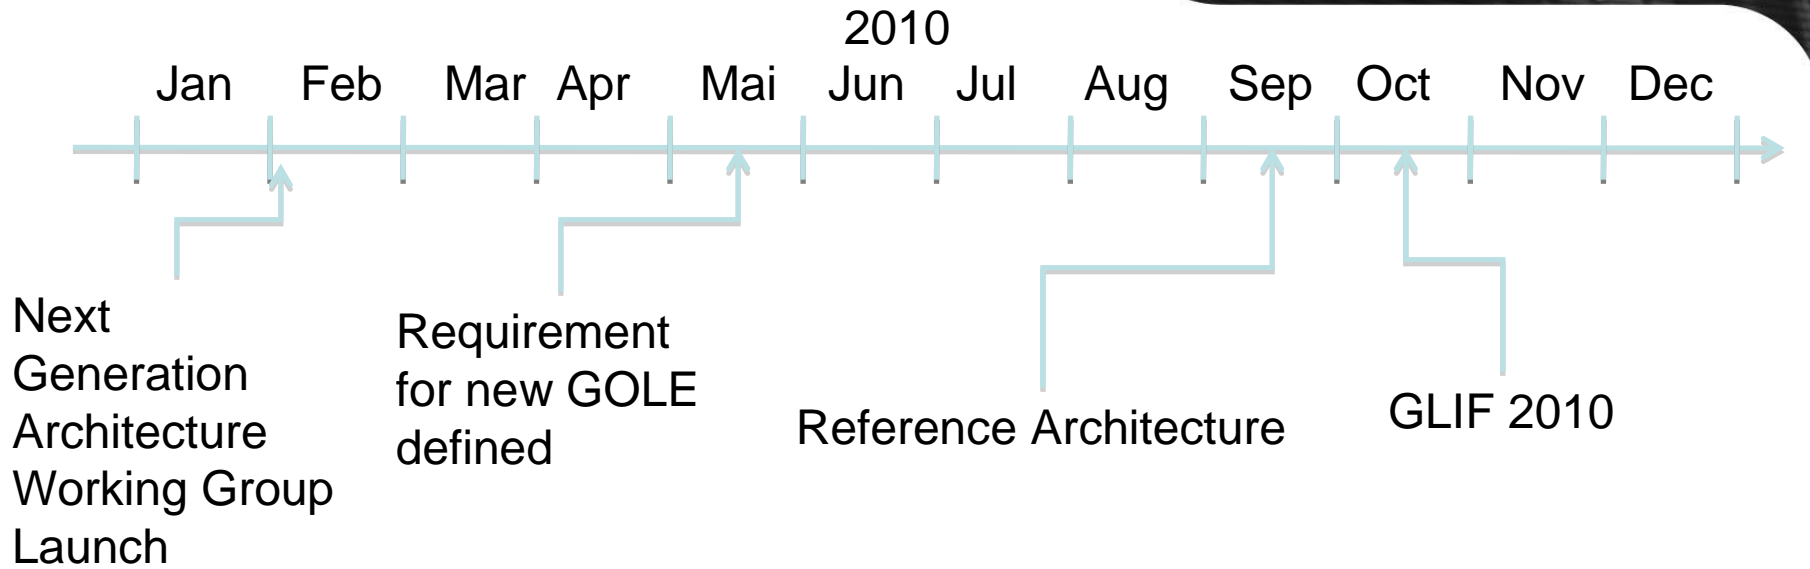 2010
Jan Feb Mar Apr Mai Jun Jul Aug Sep Oct Nov Dec
Next
Generation
Architecture
Working Group
Launch
Requirement
for new GOLE
defined
Reference Architecture
GLIF 2010